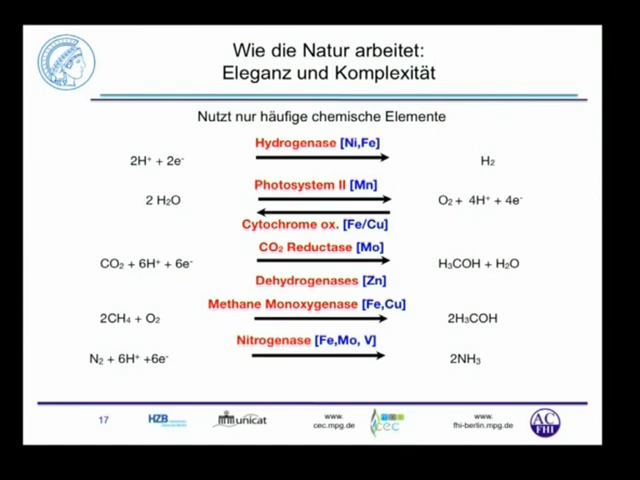 Wie die Natur arbeitet:
Eleganz und Komplexität
Nutzt nur häufige chemische Elemente
Hydrogenase [Ni,Fe]
2H⁺ + 2e⁻ H₂
Photosystem II [Mn]
2 H₂O O₂ + 4H⁺ + 4e⁻
Cytochrome ox. [Fe/Cu]
CO₂ Reductase [Mo]
CO₂ + 6H⁺ + 6e⁻ H₃COH + H₂O
Dehydrogenases [Zn]
Methane Monoxygenase [Fe,Cu]
2CH₄ + O₂ 2H₃COH
Nitrogenase [Fe,Mo, V]
N₂ + 6H⁺ +6e⁻ 2NH₃
17
HZB
unicat
www.
cec.mpg.de
cec
www.
fhi-berlin.mpg.de
AC
FHI